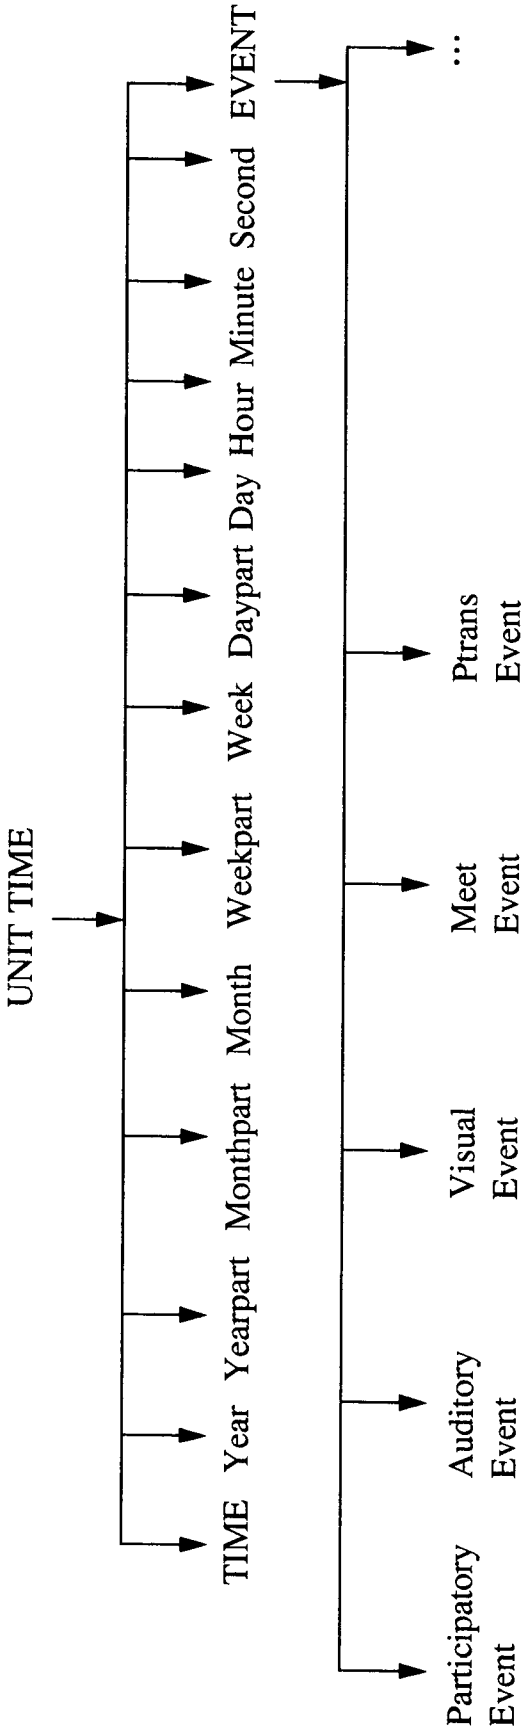 UNIT TIME
TIME Year Yearpart Monthpart Month Weekpart Week Daypart Day Hour Minute Second EVENT
Participatory Event
Auditory Event
Visual Event
Meet Event
Ptrans Event
...